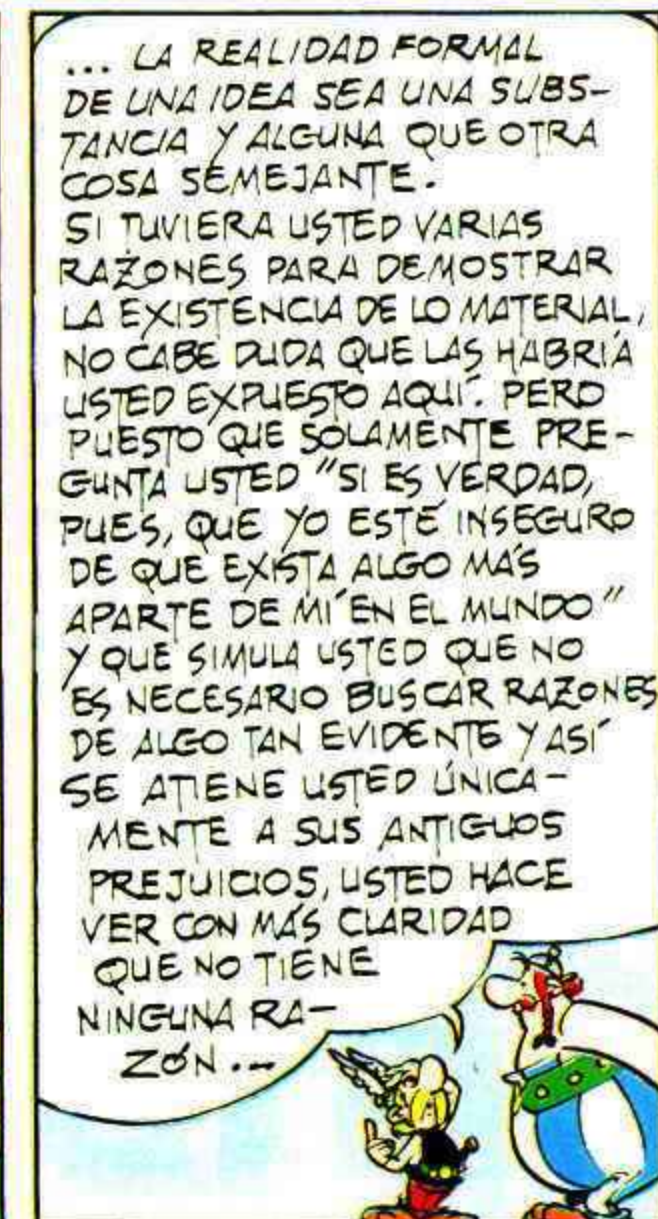 ... LA REALIDAD FORMAL
DE UNA IDEA SEA UNA SUBS-
TANCIA Y ALGUNA QUE OTRA
COSA SEMEJANTE.
SI TUVIERA USTED VARIAS
RAZONES PARA DEMOSTRAR
LA EXISTENCIA DE LO MATERIAL,
NO CABE DUDA QUE LAS HABRÍA
USTED EXPUESTO AQUÍ. PERO
PUESTO QUE SOLAMENTE PRE-
GUNTA USTED "SI ES VERDAD,
PUES, QUE YO ESTÉ INSEGURO
DE QUE EXISTA ALGO MÁS
APARTE DE MÍ EN EL MUNDO"
Y QUE SIMULA USTED QUE NO
ES NECESARIO BUSCAR RAZONES
DE ALGO TAN EVIDENTE Y ASÍ
SE ATIENE USTED ÚNICA-
MENTE A SUS ANTIGUOS
PREJUICIOS, USTED HACE
VER CON MÁS CLARIDAD
QUE NO TIENE
NINGUNA RA-
ZÓN...